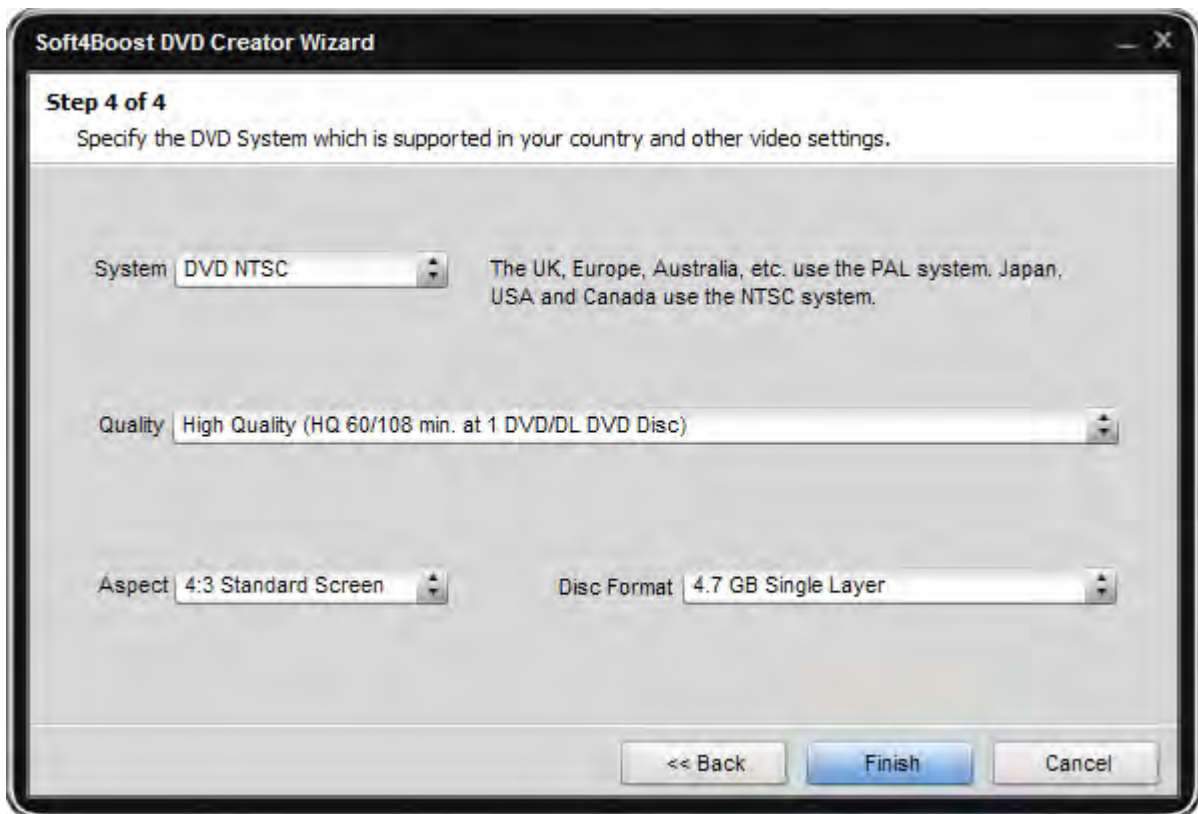 Soft4Boost DVD Creator Wizard
Step 4 of 4
Specify the DVD System which is supported in your country and other video settings.
System DVD NTSC
The UK, Europe, Australia, etc. use the PAL system. Japan,
USA and Canada use the NTSC system.
Quality High Quality (HQ 60/108 min. at 1 DVD/DL DVD Disc)
Aspect 4:3 Standard Screen
Disc Format 4.7 GB Single Layer
<< Back
Finish
Cancel